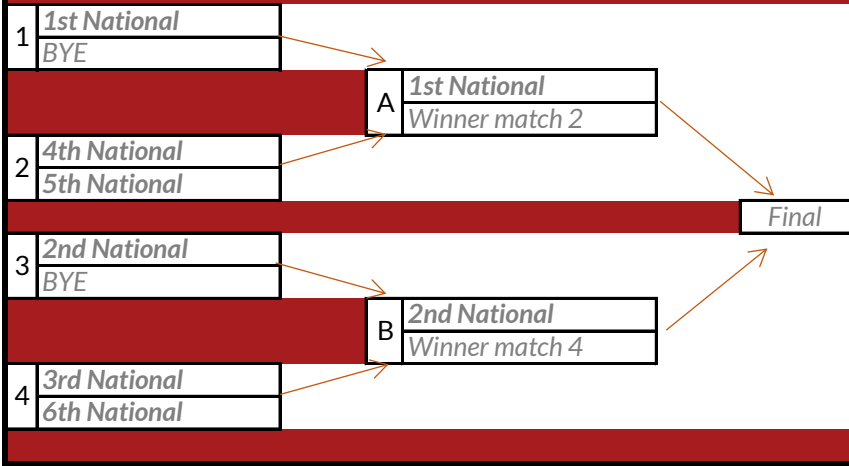 1
1st National
BYE
A
1st National
Winner match 2
2
4th National
5th National
Final
3
2nd National
BYE
B
2nd National
Winner match 4
4
3rd National
6th National